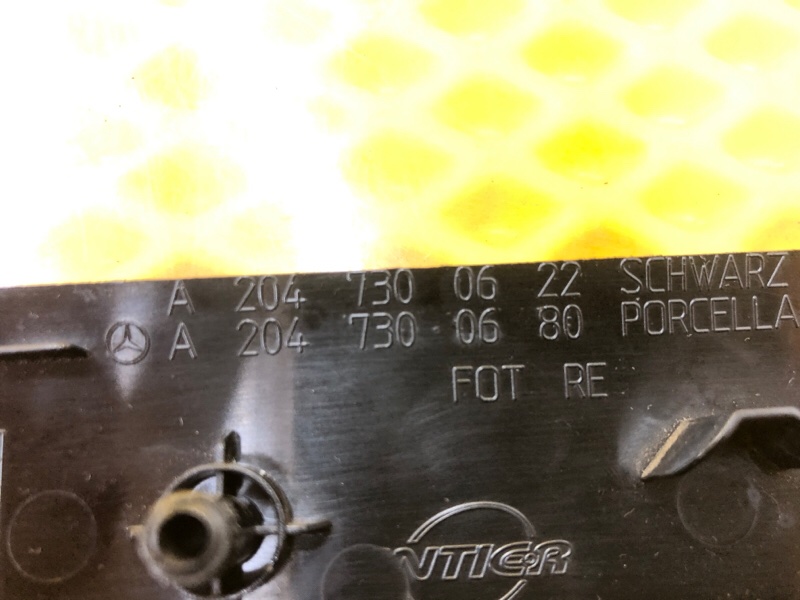 A 204 730 06 22 SCHWARZ
A 204 730 06 80 PORCELLA
FOT RE